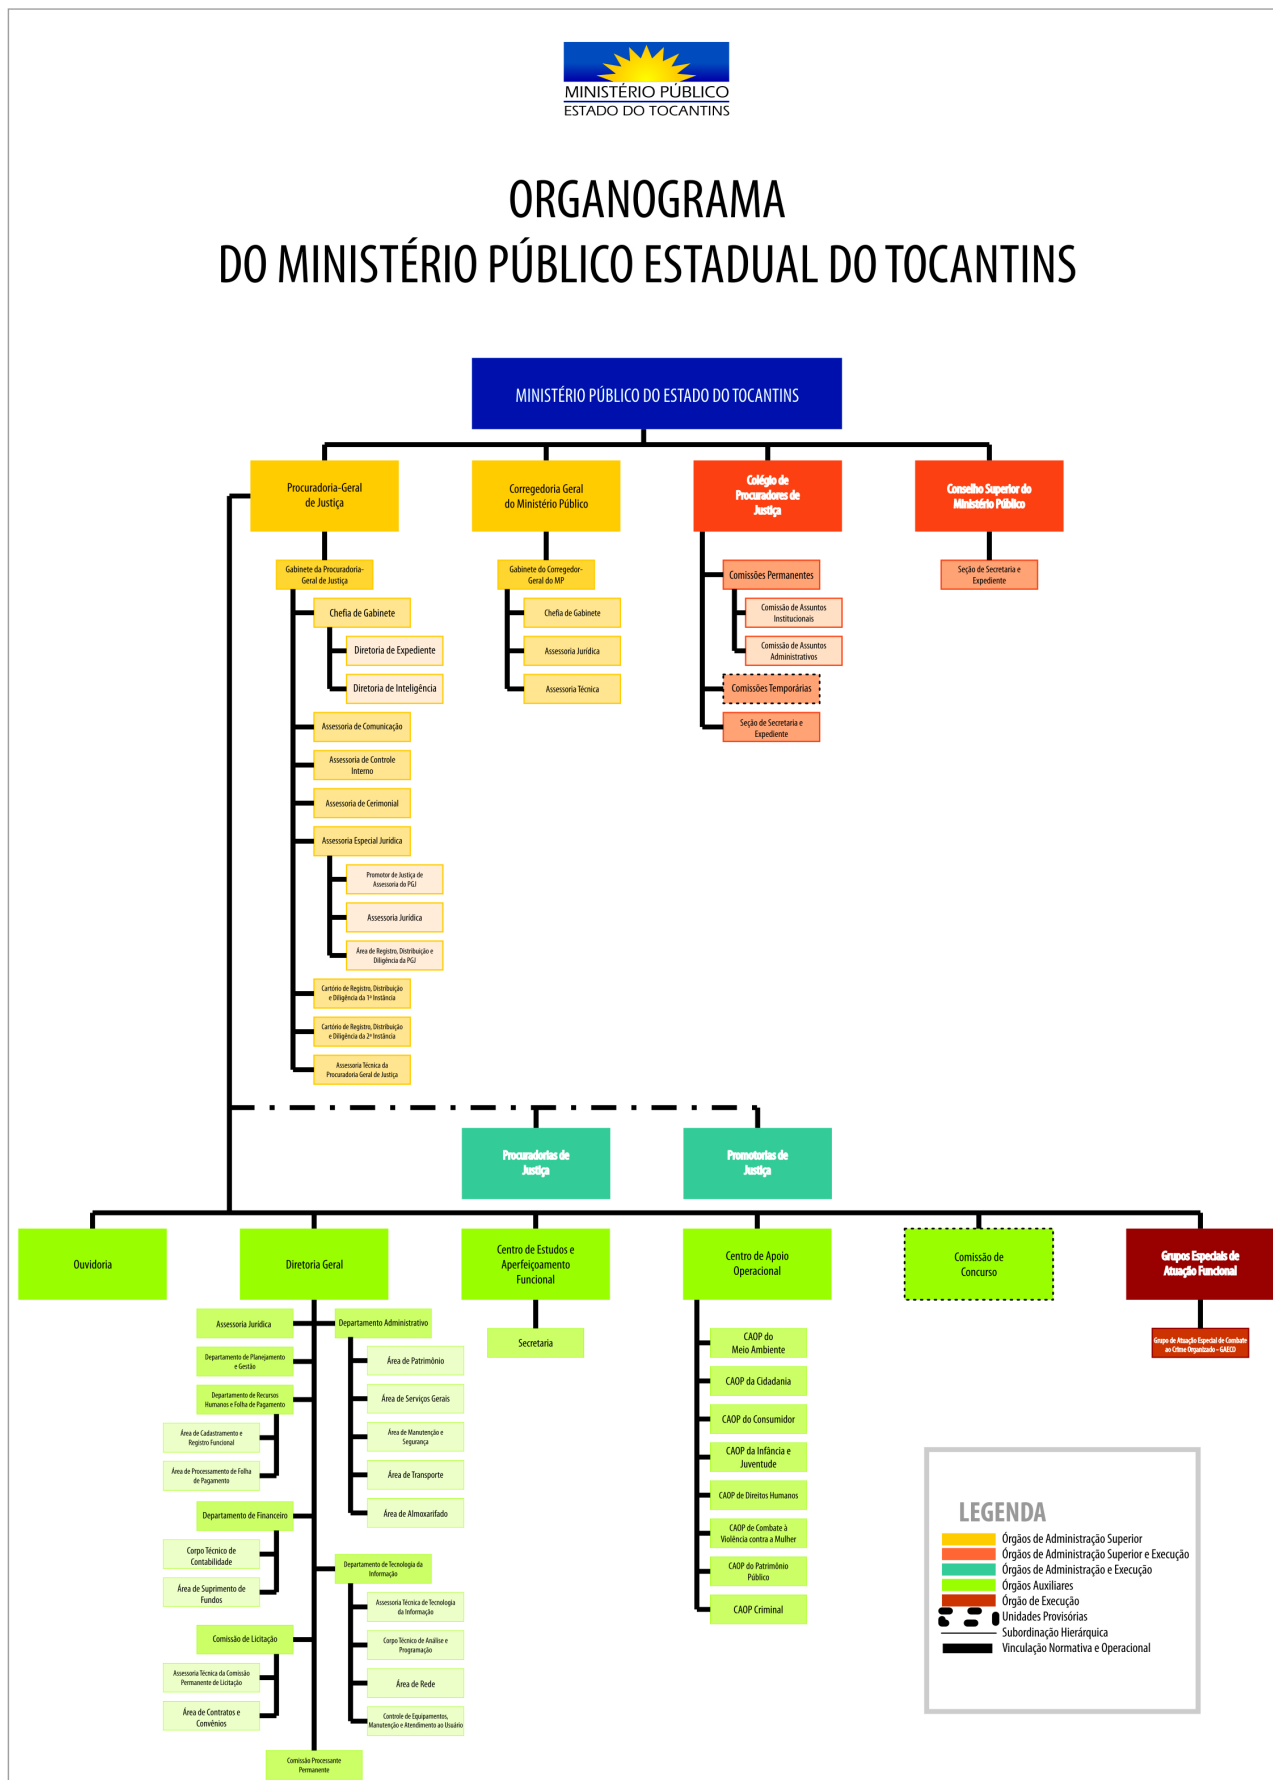 MINISTÉRIO PÚBLICO
ESTADO DO TOCANTINS
ORGANOGRAMA
DO MINISTÉRIO PÚBLICO ESTADUAL DO TOCANTINS
MINISTÉRIO PÚBLICO DO ESTADO DO TOCANTINS
Procuradoria-Geral
de Justiça
Corregedoria Geral
do Ministério Público
Colégio de
Procuradores de
Justiça
Conselho Superior do
Ministério Público
Gabinete da Procuradoria-
Geral de Justiça
Chefia de Gabinete
Diretoria de Expediente
Diretoria de Inteligência
Assessoria de Comunicação
Assessoria de Controle
Interno
Assessoria de Cerimonial
Assessoria Especial Jurídica
Promotor de Justiça de
Assessoria do PGJ
Assessoria Jurídica
Área de Registro, Distribuição e
Diligência da PGJ
Cartório de Registro, Distribuição
e Diligência da 1ª Instância
Cartório de Registro, Distribuição
e Diligência da 2ª Instância
Assessoria Técnica da
Procuradoria Geral de Justiça
Gabinete do Corregedor-
Geral do MP
Chefia de Gabinete
Assessoria Jurídica
Assessoria Técnica
Comissões Permanentes
Comissão de Assuntos
Institucionais
Comissão de Assuntos
Administrativos
Comissões Temporárias
Seção de Secretaria e
Expediente
Seção de Secretaria e
Expediente
Procuradorias de
Justiça
Promotorias de
Justiça
Ouvidoria
Diretoria Geral
Centro de Estudos e
Aperfeiçoamento
Funcional
Centro de Apoio
Operacional
Comissão de
Concurso
Grupos Especiais de
Atuação Funcional
Assessoria Jurídica
Departamento de Planejamento
e Gestão
Departamento de Recursos
Humanos e Folha de Pagamento
Área de Cadastramento e
Registro Funcional
Área de Processamento de Folha
de Pagamento
Departamento de Financeiro
Corpo Técnico de
Contabilidade
Área de Suprimento de
Fundos
Comissão de Licitação
Assessoria Técnica da Comissão
Permanente de Licitação
Área de Contratos e
Convênios
Departamento Administrativo
Área de Patrimônio
Área de Serviços Gerais
Área de Manutenção e
Segurança
Área de Transporte
Área de Almoxarifado
Departamento de Tecnologia da
Informação
Assessoria Técnica de Tecnologia
da Informação
Corpo Técnico de Análise e
Programação
Área de Rede
Controle de Equipamentos,
Manutenção e Atendimento ao Usuário
Comissão Processante
Permanente
Secretaria
CAOP do
Meio Ambiente
CAOP da Cidadania
CAOP do Consumidor
CAOP da Infância e
Juventude
CAOP de Direitos Humanos
CAOP de Combate à
Violência contra a Mulher
CAOP do Patrimônio
Público
CAOP Criminal
Grupo de Atuação Especial de Combate
ao Crime Organizado - GAECO
LEGENDA
Órgãos de Administração Superior
Órgãos de Administração Superior e Execução
Órgãos de Administração e Execução
Órgãos Auxiliares
Órgão de Execução
Unidades Provisórias
Subordinação Hierárquica
Vinculação Normativa e Operacional